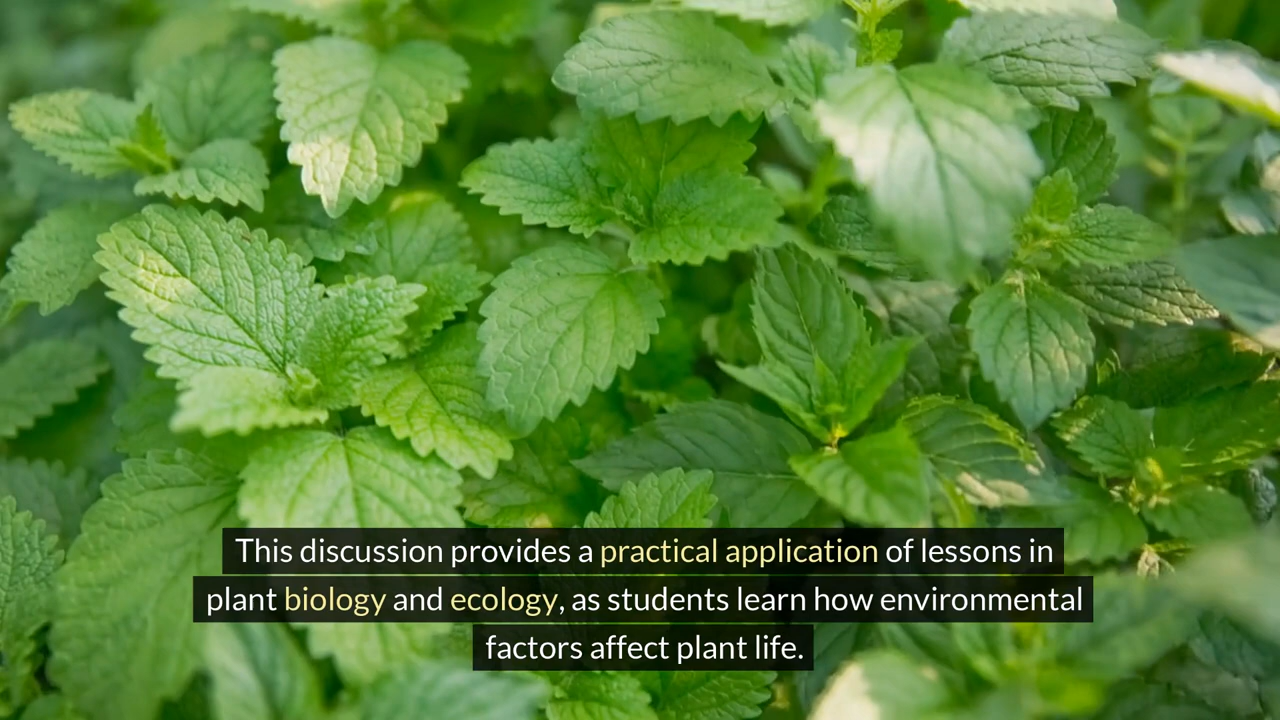 This discussion provides a practical application of lessons in
plant biology and ecology, as students learn how environmental
factors affect plant life.